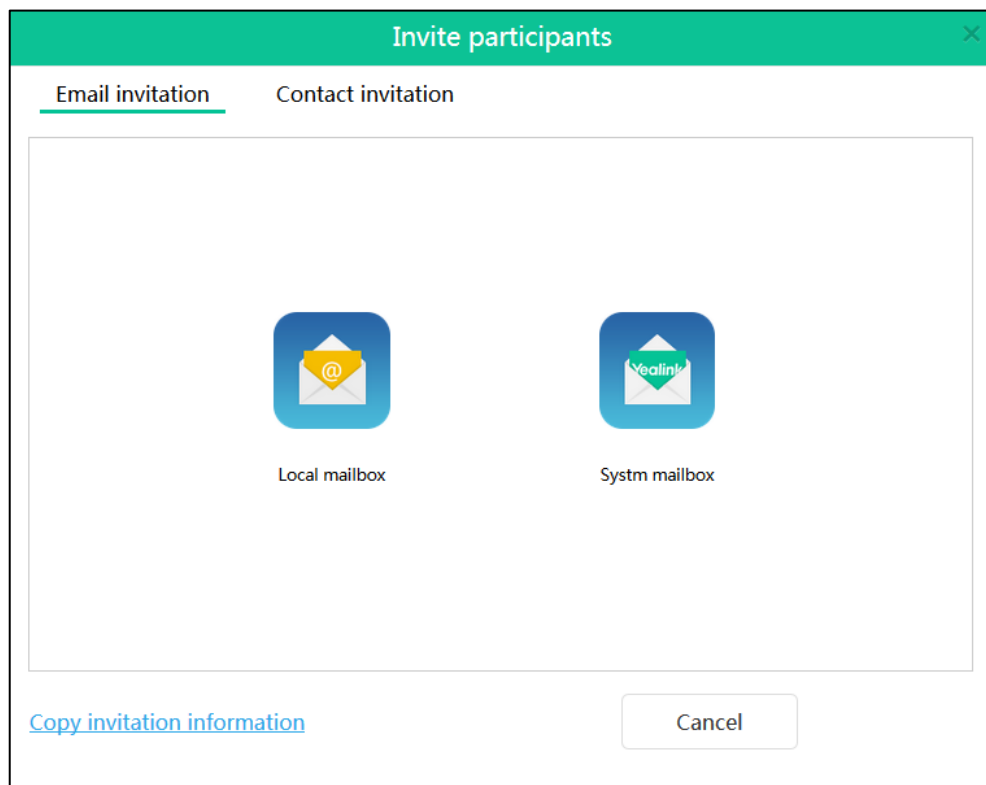 Invite participants
Email invitation Contact invitation
@ Yealink
Local mailbox Systm mailbox
Copy invitation information Cancel